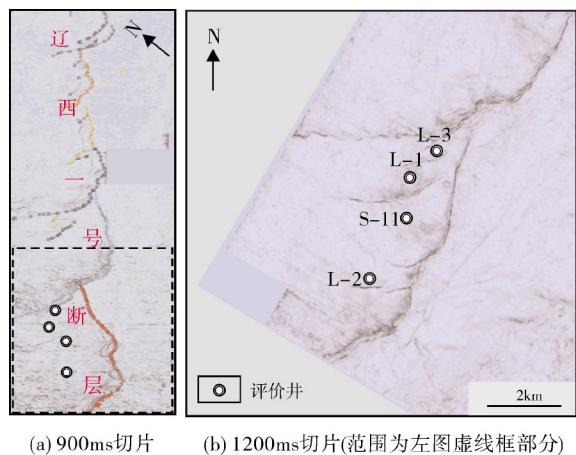 辽
西
一
号
断
层
N
N
L-3
L-1
S-11
L-2
评价井
2km
(a) 900ms切片
(b) 1200ms切片(范围为左图虚线框部分)